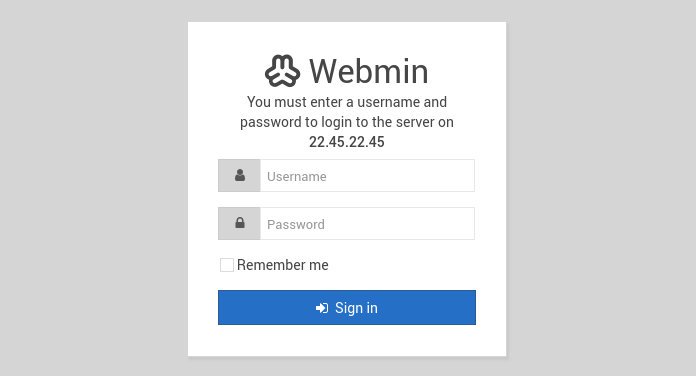 Webmin
You must enter a username and
password to login to the server on
22.45.22.45
Username
Password
Remember me
Sign in